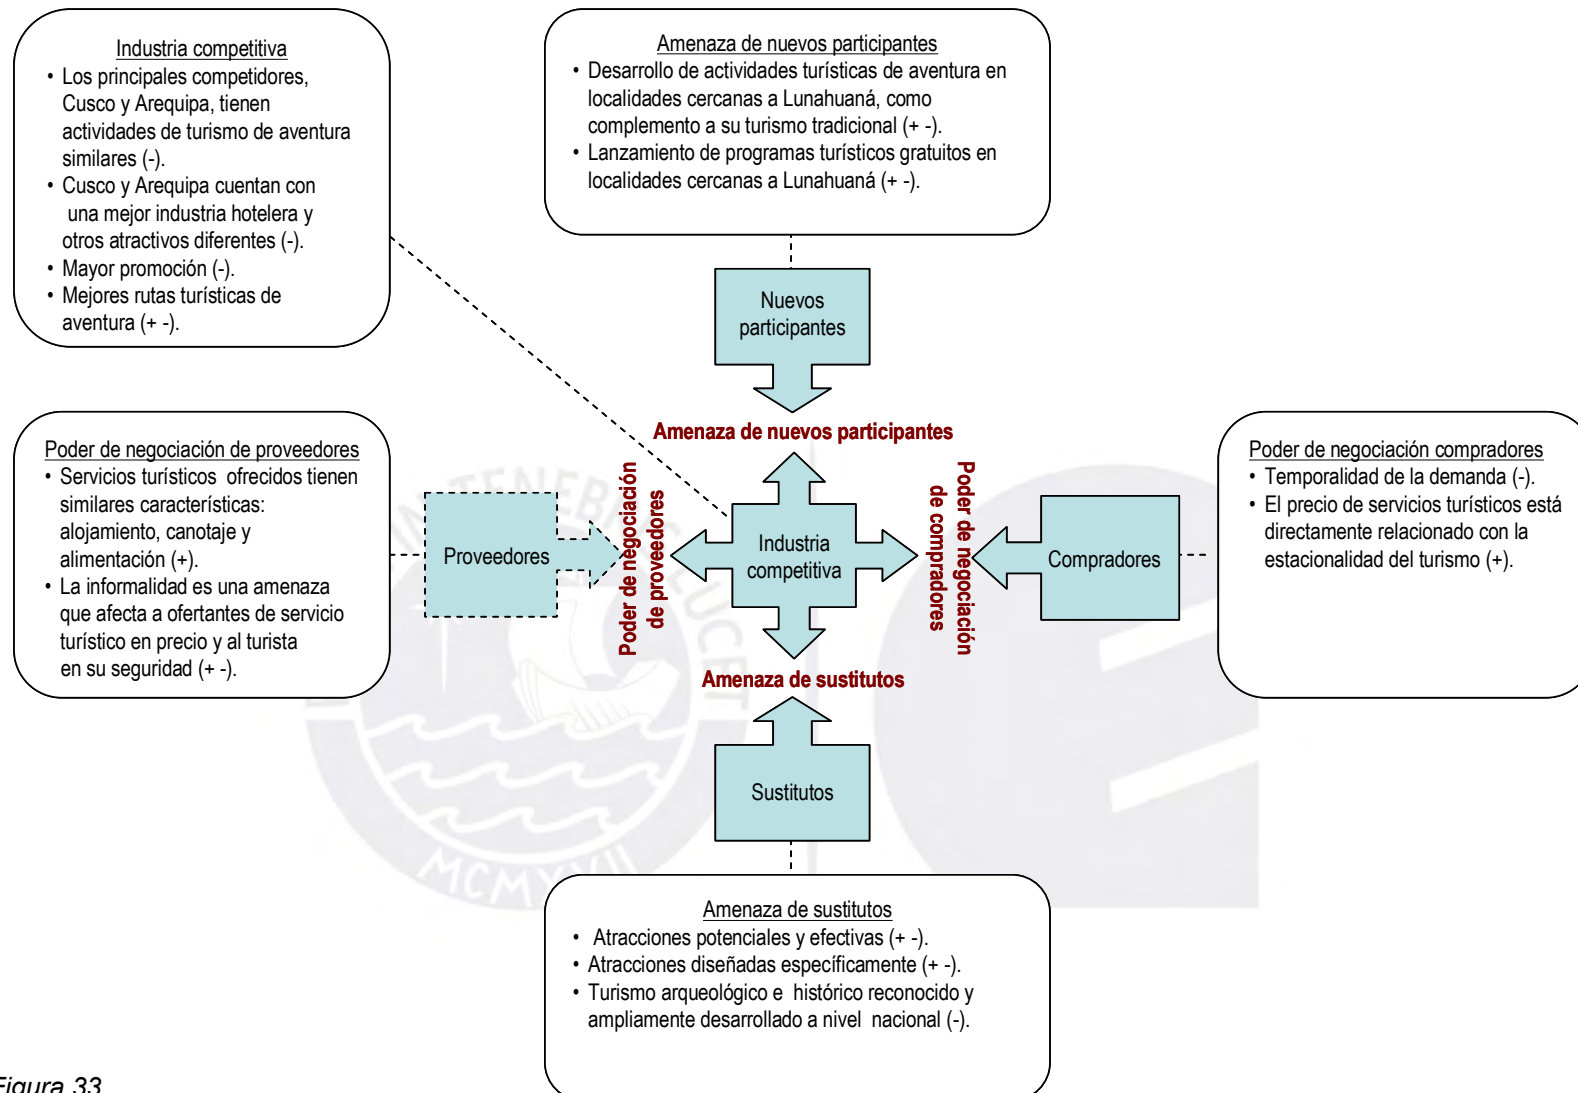 Industria competitiva
• Los principales competidores,
Cusco y Arequipa, tienen
actividades de turismo de aventura
similares (-).
• Cusco y Arequipa cuentan con
una mejor industria hotelera y
otros atractivos diferentes (-).
• Mayor promoción (-).
• Mejores rutas turísticas de
aventura (+ -).
Amenaza de nuevos participantes
• Desarrollo de actividades turísticas de aventura en
localidades cercanas a Lunahuaná, como
complemento a su turismo tradicional (+ -).
• Lanzamiento de programas turísticos gratuitos en
localidades cercanas a Lunahuaná (+ -).
Nuevos
participantes
Amenaza de nuevos participantes
Poder de negociación de proveedores
• Servicios turísticos ofrecidos tienen
similares características:
alojamiento, canotaje y
alimentación (+).
• La informalidad es una amenaza
que afecta a ofertantes de servicio
turístico en precio y al turista
en su seguridad (+ -).
Proveedores
Poder de negociación
de proveedores
Industria
competitiva
Poder de negociación
de compradores
Compradores
Poder de negociación compradores
• Temporalidad de la demanda (-).
• El precio de servicios turísticos está
directamente relacionado con la
estacionalidad del turismo (+).
Amenaza de sustitutos
Sustitutos
MCMXVII
Amenaza de sustitutos
• Atracciones potenciales y efectivas (+ -).
• Atracciones diseñadas específicamente (+ -).
• Turismo arqueológico e histórico reconocido y
ampliamente desarrollado a nivel nacional (-).
Figura 33